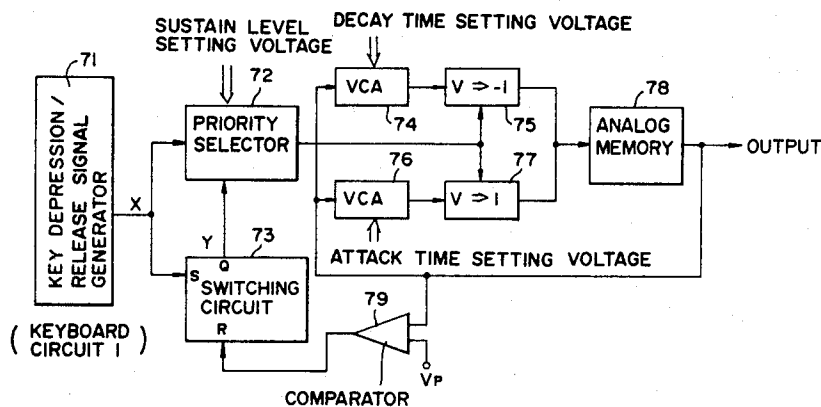 SUSTAIN LEVEL
SETTING VOLTAGE
DECAY TIME SETTING VOLTAGE
71
KEY DEPRESSION /
RELEASE SIGNAL
GENERATOR
72
PRIORITY
SELECTOR
VCA
74
V ⇒ -1
75
78
ANALOG
MEMORY
OUTPUT
76
VCA
77
V ⇒ 1
X
Y
73
ATTACK TIME SETTING VOLTAGE
Q
S
SWITCHING
CIRCUIT
R
79
VP
( KEYBOARD
CIRCUIT 1 )
COMPARATOR